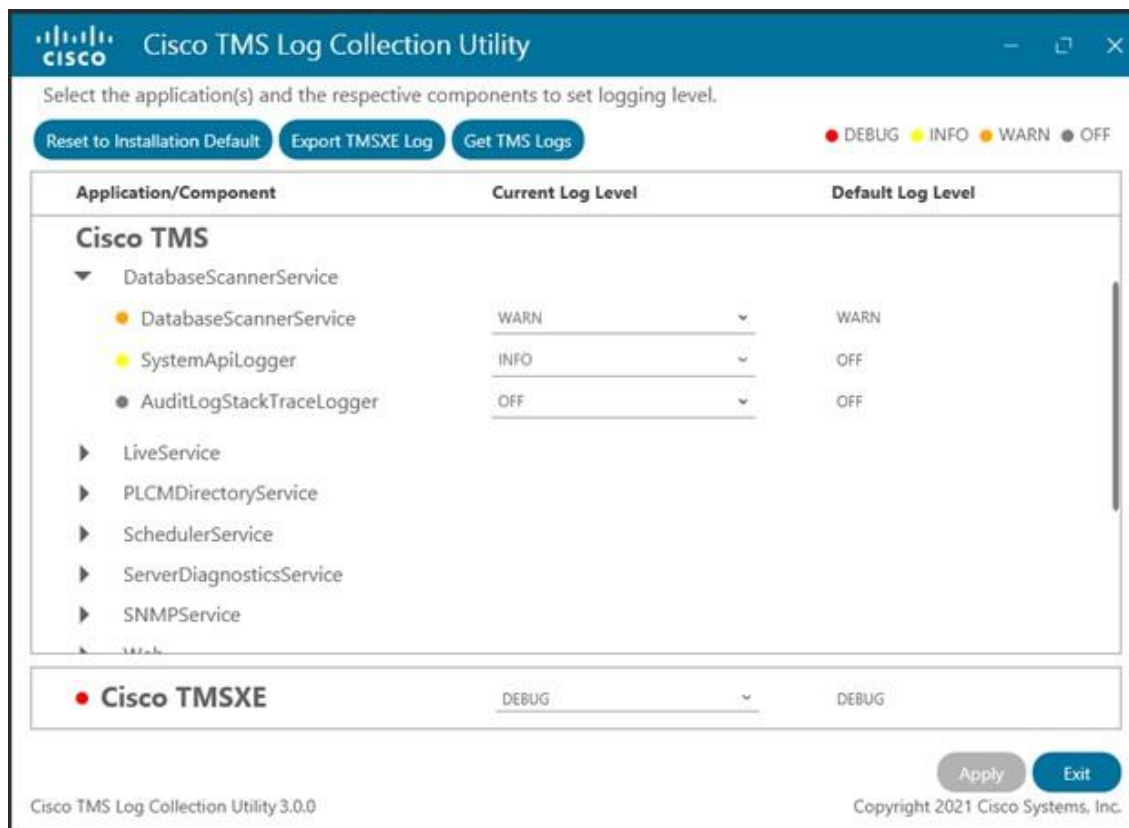 CISCO Cisco TMS Log Collection Utility
Select the application(s) and the respective components to set logging level.
Reset to Installation Default Export TMSXE Log Get TMS Logs DEBUG INFO WARN OFF
Application/Component Current Log Level Default Log Level
Cisco TMS
DatabaseScannerService
DatabaseScannerService WARN WARN
SystemApiLogger INFO OFF
AuditLogStackTraceLogger OFF OFF
LiveService
PLCMDirectoryService
SchedulerService
ServerDiagnosticsService
SNMPService
Web
Cisco TMSXE DEBUG DEBUG
Apply Exit
Cisco TMS Log Collection Utility 3.0.0 Copyright 2021 Cisco Systems, Inc.